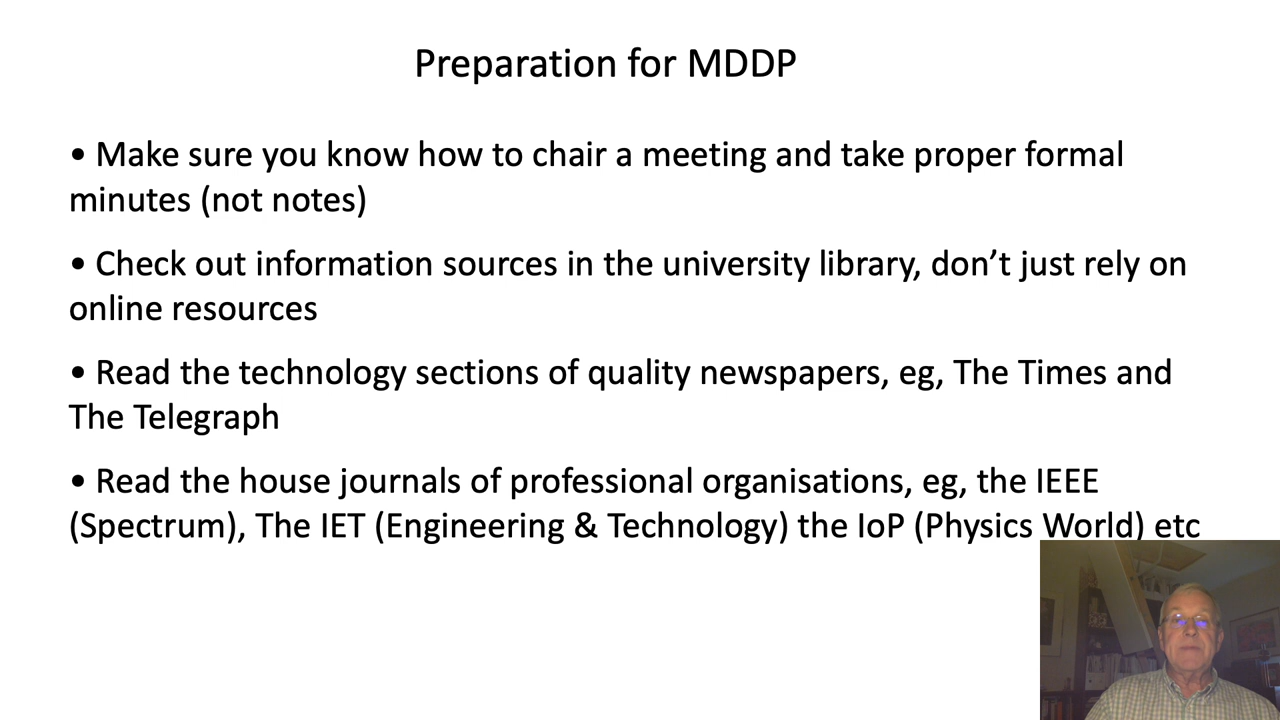 Preparation for MDDP
• Make sure you know how to chair a meeting and take proper formal
minutes (not notes)
• Check out information sources in the university library, don’t just rely on
online resources
• Read the technology sections of quality newspapers, eg, The Times and
The Telegraph
• Read the house journals of professional organisations, eg, the IEEE
(Spectrum), The IET (Engineering & Technology) the IoP (Physics World) etc